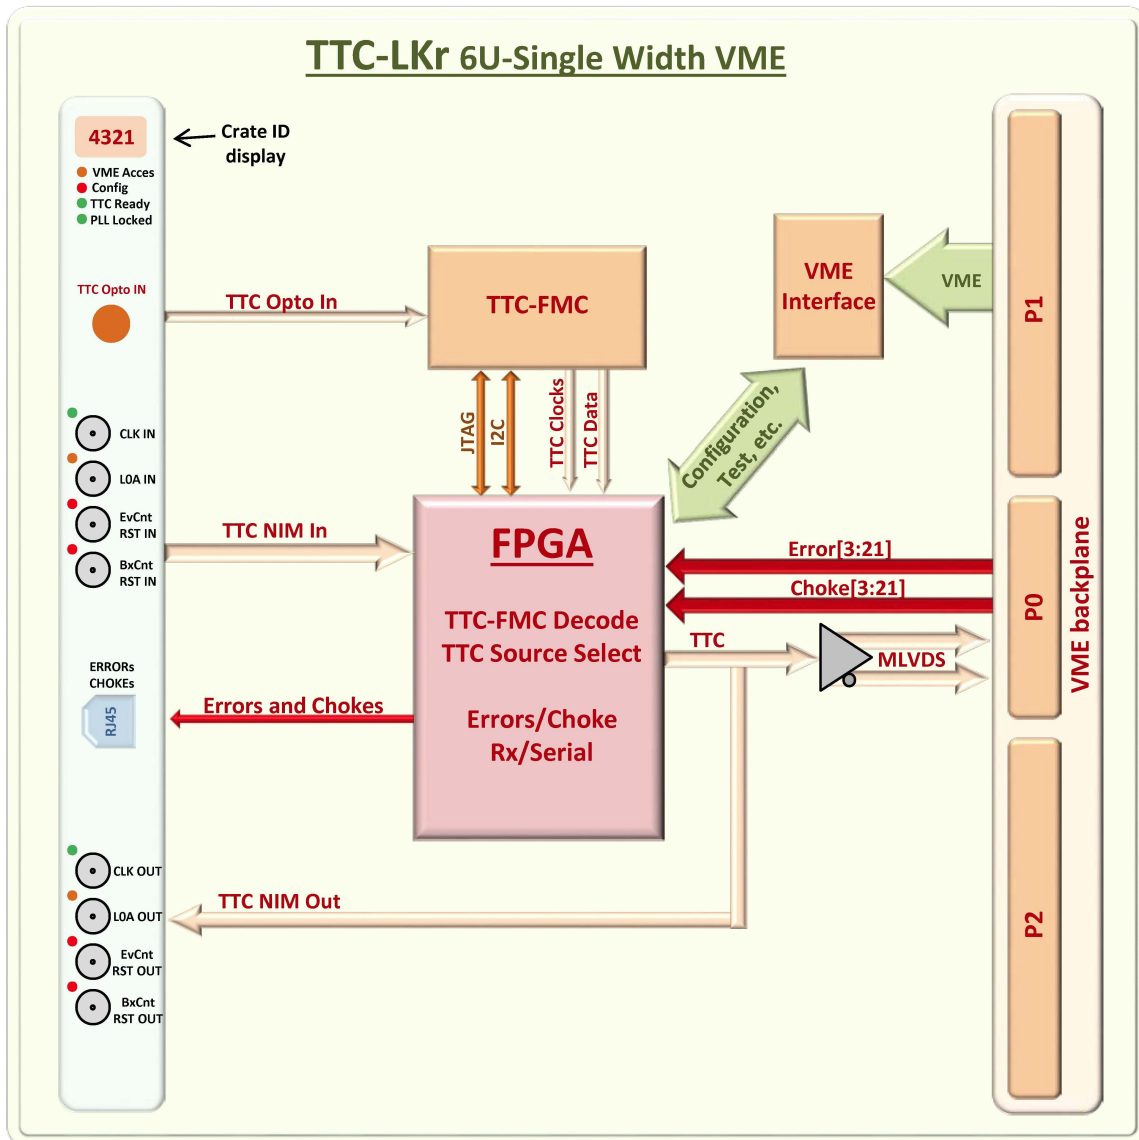 TTC-LKr 6U-Single Width VME
4321
Crate ID
display
VME Acces
Config
TTC Ready
PLL Locked
TTC Opto IN
TTC Opto In
TTC-FMC
VME
Interface
VME
P1
JTAG
I2C
TTC Clocks
TTC Data
Configuration,
Test, etc.
CLK IN
L0A IN
EvCnt
RST IN
BxCnt
RST IN
TTC NIM In
FPGA
TTC-FMC Decode
TTC Source Select
Errors/Choke
Rx/Serial
Error[3:21]
Choke[3:21]
TTC
MLVDS
P0
VME backplane
ERRORs
CHOKEs
RJ45
Errors and Chokes
CLK OUT
L0A OUT
EvCnt
RST OUT
BxCnt
RST OUT
TTC NIM Out
P2